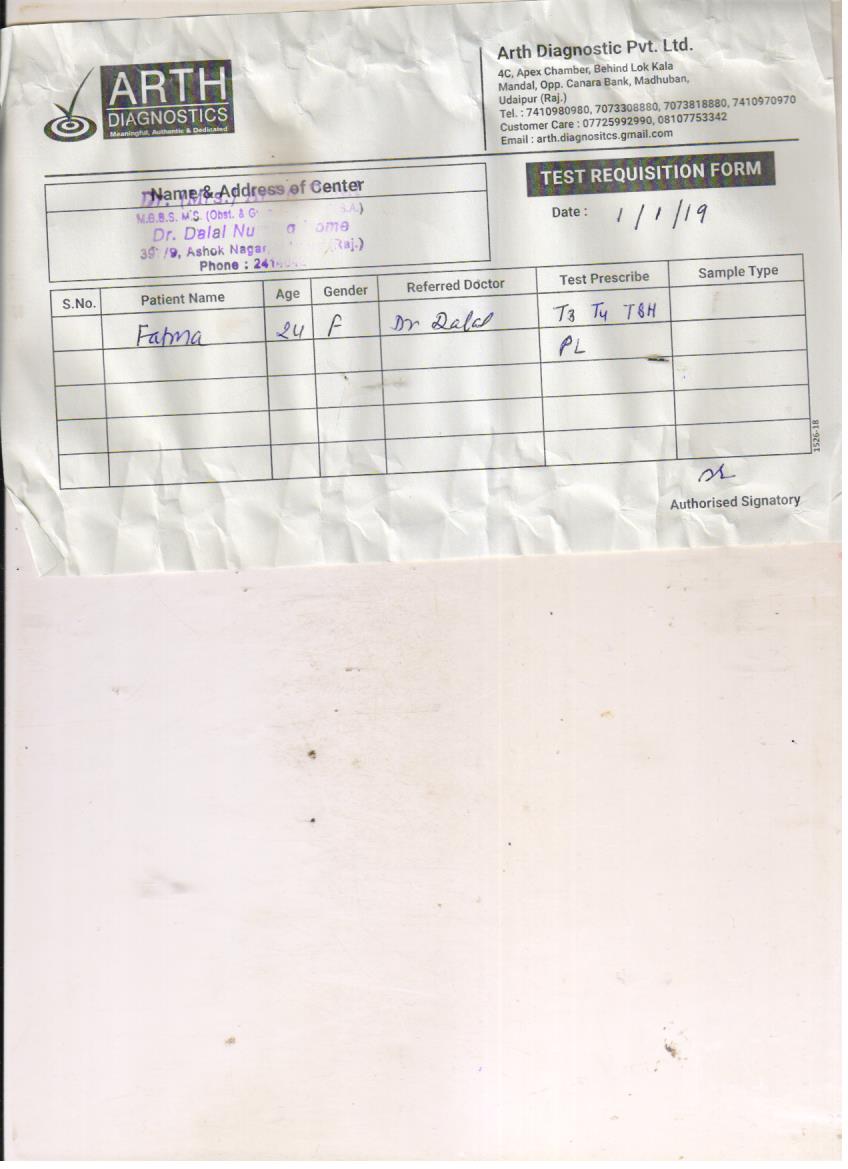 ARTH
DIAGNOSTICS
Meaningful, Authentic & Dedicated
Arth Diagnostic Pvt. Ltd.
4C, Apex Chamber, Behind Lok Kala
Mandal, Opp. Canara Bank, Madhuban,
Udaipur (Raj.)
Tel. : 7410980980, 7073308880, 7073818880, 7410970970
Customer Care : 07725992990, 08107753342
Email : arth.diagnositcs.gmail.com
Name & Address of Center
Dr. (Mrs.)
M.B.B.S. M.S. (Obst. & G
Dr. Dalal Nu
/9, Ashok Nagar, (Raj.)
Phone :
TEST REQUISITION FORM
Date : 1/1/19
S.No. Patient Name Age Gender Referred Doctor Test Prescribe Sample Type
Fatma 24 F Dr Dalal T3 T4 TSH
PL
1526-18
Authorised Signatory